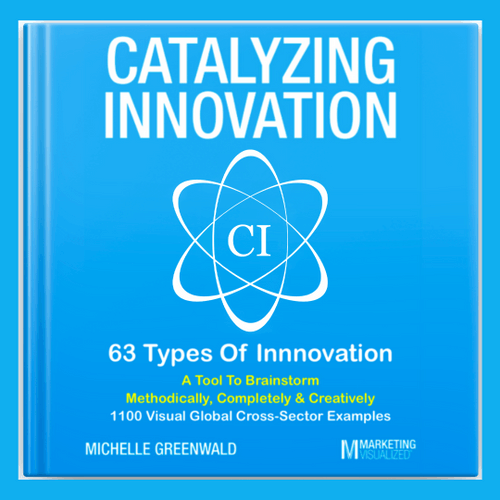 CATALYZING
INNOVATION
CI
63 Types Of Innnovation
A Tool To Brainstorm
Methodically, Completely & Creatively
1100 Visual Global Cross-Sector Examples
MICHELLE GREENWALD
M MARKETING
VISUALIZED